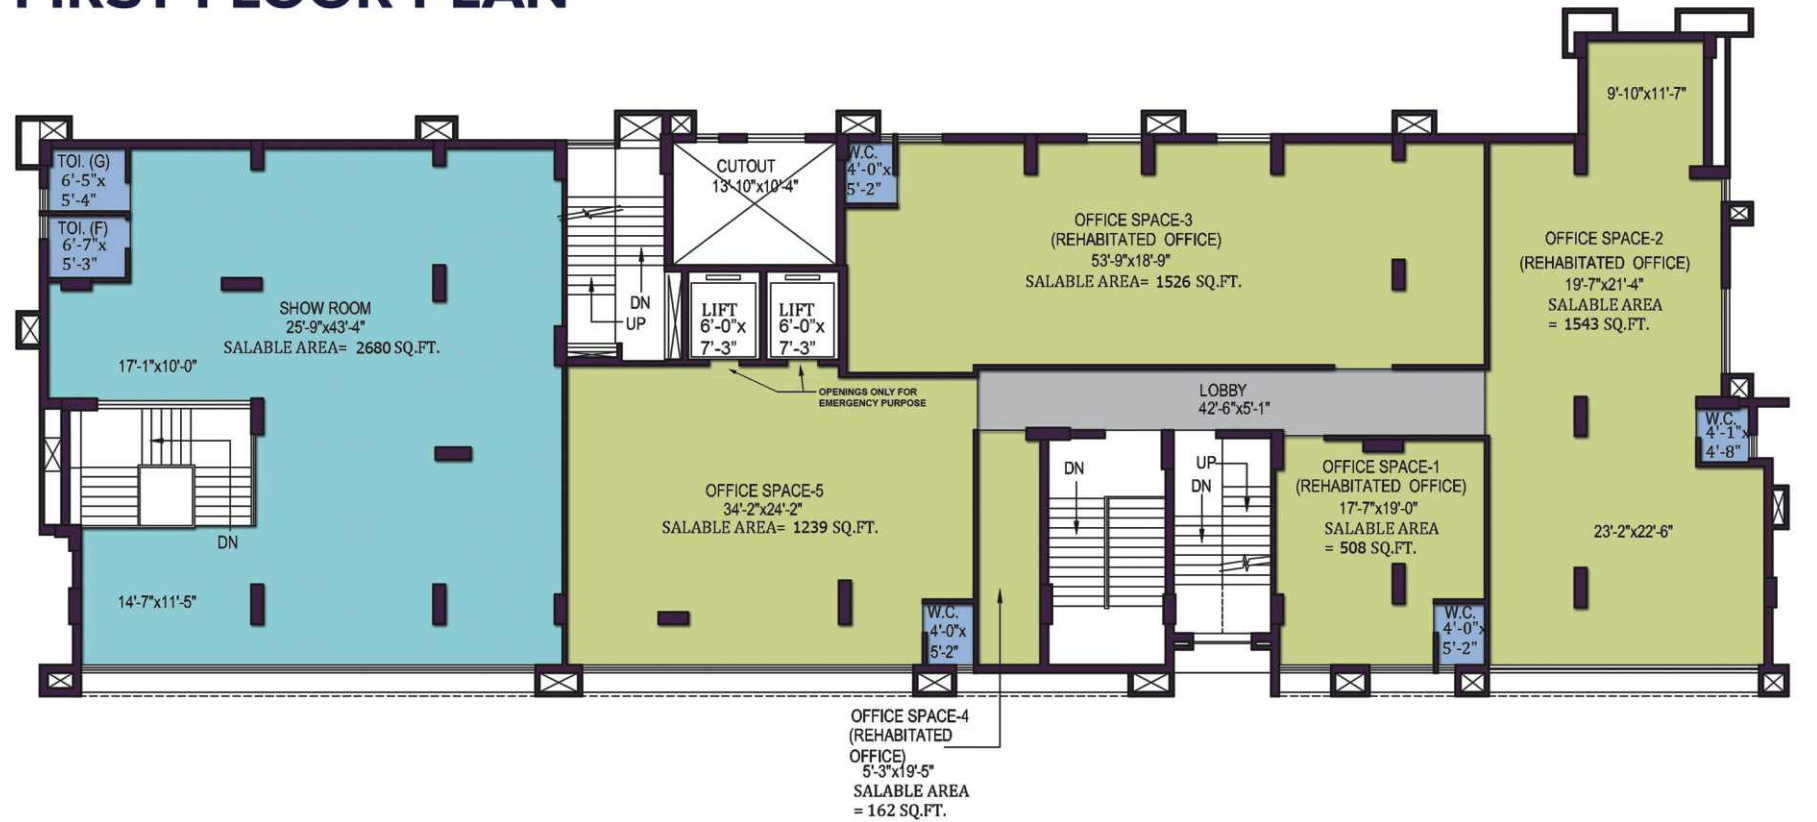 FIRST FLOOR PLAN
9'-10"x11'-7"
TOI. (G)
6'-5"x
5'-4"
TOI. (F)
6'-7"x
5'-3"
SHOW ROOM
25'-9"x43'-4"
SALABLE AREA= 2680 SQ.FT.
17'-1"x10'-0"
DN
14'-7"x11'-5"
DN
UP
CUTOUT
13'-10"x10'-4"
LIFT
6'-0"x
7'-3"
LIFT
6'-0"x
7'-3"
OPENINGS ONLY FOR
EMERGENCY PURPOSE
W.C.
4'-0"x
5'-2"
OFFICE SPACE-3
(REHABITATED OFFICE)
53'-9"x18'-9"
SALABLE AREA= 1526 SQ.FT.
OFFICE SPACE-2
(REHABITATED OFFICE)
19'-7"x21'-4"
SALABLE AREA
= 1543 SQ.FT.
LOBBY
42'-6"x5'-1"
W.C.
4'-1"x
4'-8"
23'-2"x22'-6"
OFFICE SPACE-5
34'-2"x24'-2"
SALABLE AREA= 1239 SQ.FT.
W.C.
4'-0"x
5'-2"
DN
UP
DN
OFFICE SPACE-1
(REHABITATED OFFICE)
17'-7"x19'-0"
SALABLE AREA
= 508 SQ.FT.
W.C.
4'-0"x
5'-2"
OFFICE SPACE-4
(REHABITATED
OFFICE)
5'-3"x19'-5"
SALABLE AREA
= 162 SQ.FT.